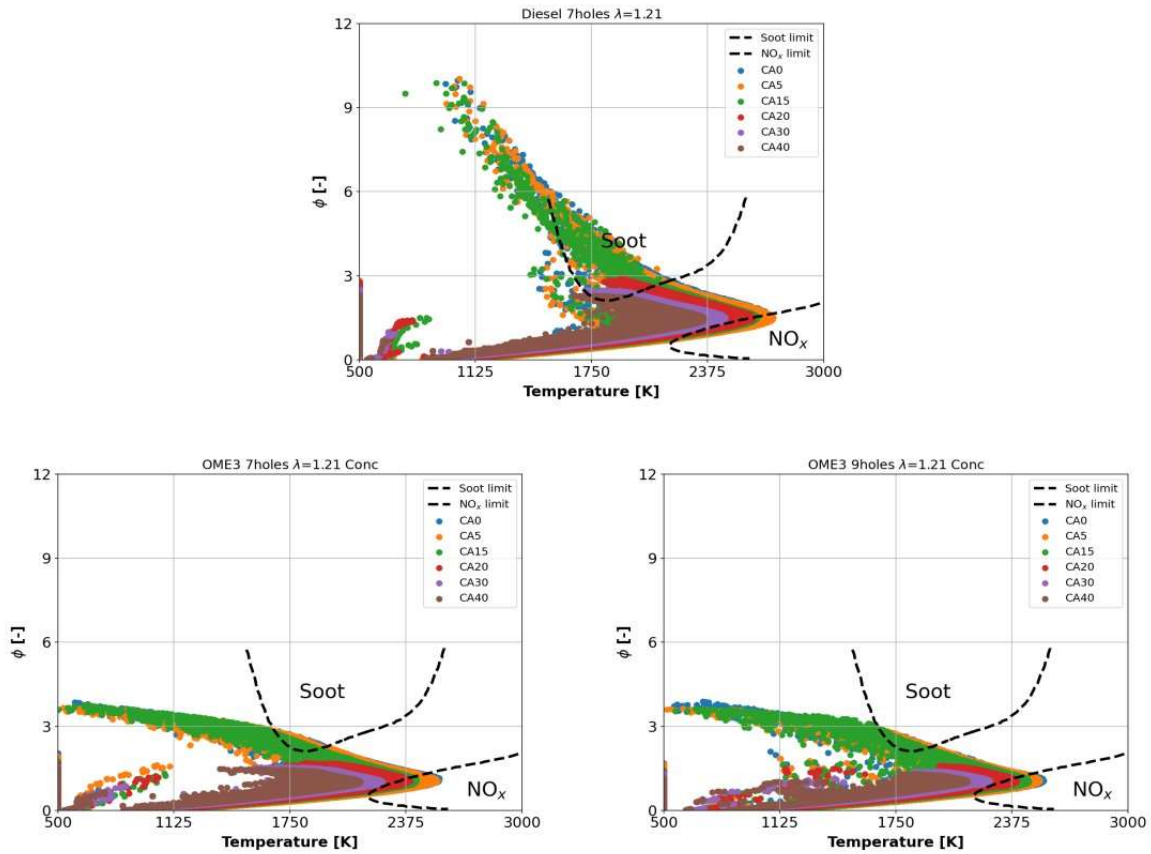 Diesel 7holes λ=1.21
12
9
6
3
0
ϕ [-]
Soot limit
NOx limit
CA0
CA5
CA15
CA20
CA30
CA40
Soot
NOx
500 1125 1750 2375 3000
Temperature [K]
OME3 7holes λ=1.21 Conc
12
9
6
3
0
ϕ [-]
Soot limit
NOx limit
CA0
CA5
CA15
CA20
CA30
CA40
Soot
NOx
500 1125 1750 2375 3000
Temperature [K]
OME3 9holes λ=1.21 Conc
12
9
6
3
0
ϕ [-]
Soot limit
NOx limit
CA0
CA5
CA15
CA20
CA30
CA40
Soot
NOx
500 1125 1750 2375 3000
Temperature [K]